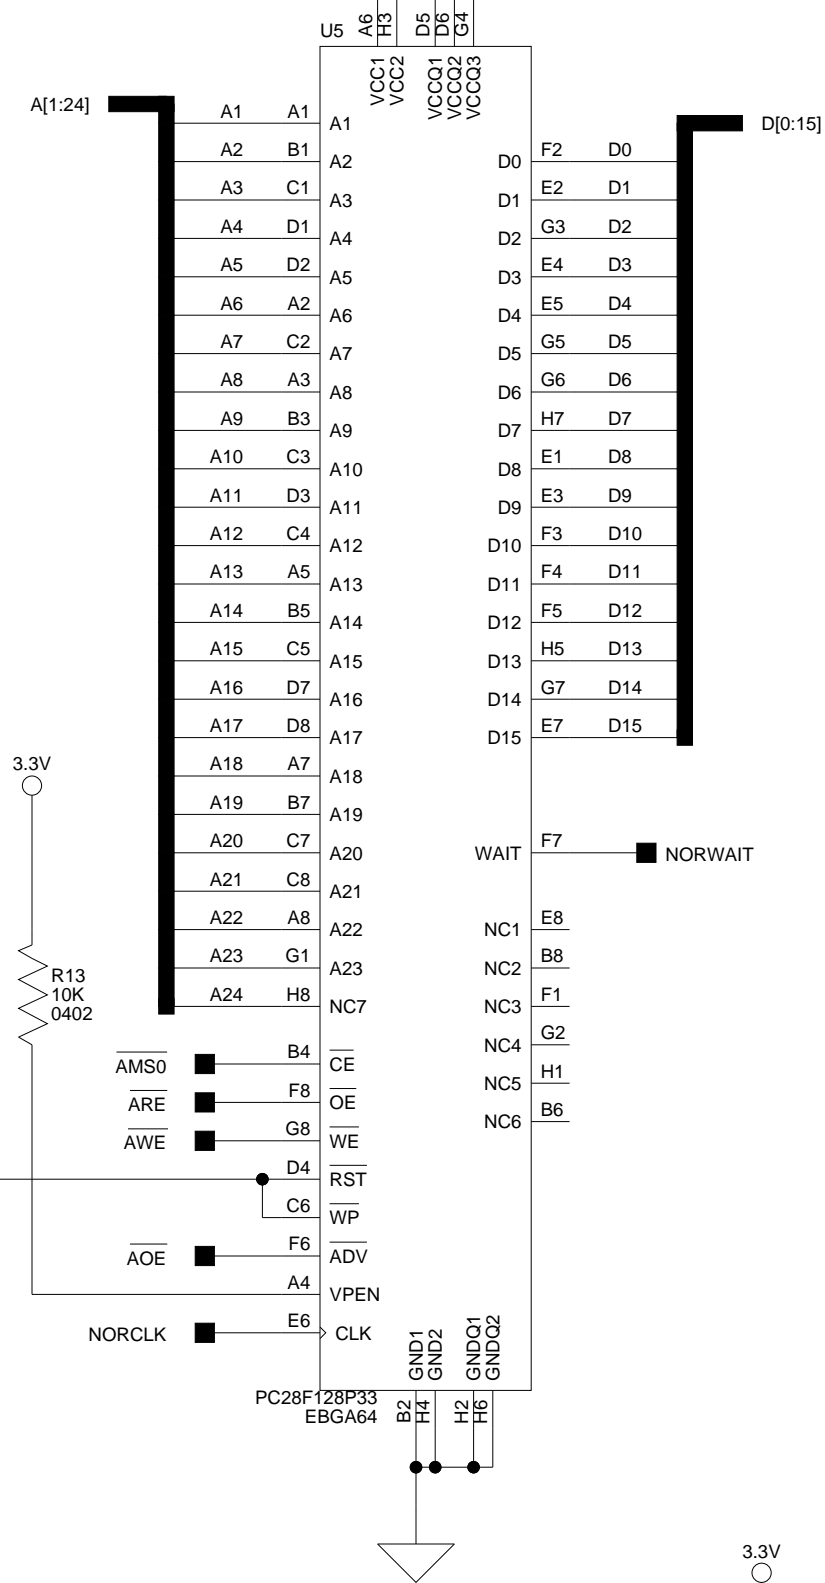 U5 A6 H3 D5 D6 G4
VCC1 VCC2 VCCQ1 VCCQ2 VCCQ3
A[1:24]
D[0:15]
A1 A1 A1
A2 B1 A2
D0 F2 D0
A3 C1 A3
D1 E2 D1
A4 D1 A4
D2 G3 D2
A5 D2 A5
D3 E4 D3
A6 A2 A6
D4 E5 D4
A7 C2 A7
D5 G5 D5
A8 A3 A8
D6 G6 D6
A9 B3 A9
D7 H7 D7
A10 C3 A10
D8 E1 D8
A11 D3 A11
D9 E3 D9
A12 C4 A12
D10 F3 D10
A13 A5 A13
D11 F4 D11
A14 B5 A14
D12 F5 D12
A15 C5 A15
D13 H5 D13
A16 D7 A16
D14 G7 D14
A17 D8 A17
D15 E7 D15
3.3V
A18 A7 A18
A19 B7 A19
A20 C7 A20
WAIT F7 NORWAIT
A21 C8 A21
A22 A8 A22
NC1 E8
A23 G1 A23
NC2 B8
R13
10K
0402
A24 H8 NC7
NC3 F1
NC4 G2
AMS0 B4 CE
NC5 H1
ARE F8 OE
NC6 B6
AWE G8 WE
D4 RST
C6 WP
AOE F6 ADV
A4 VPEN
NORCLK E6 CLK
GND1 GND2 GNDQ1 GNDQ2
PC28F128P33
EBGA64
B2 H4 H2 H6
3.3V